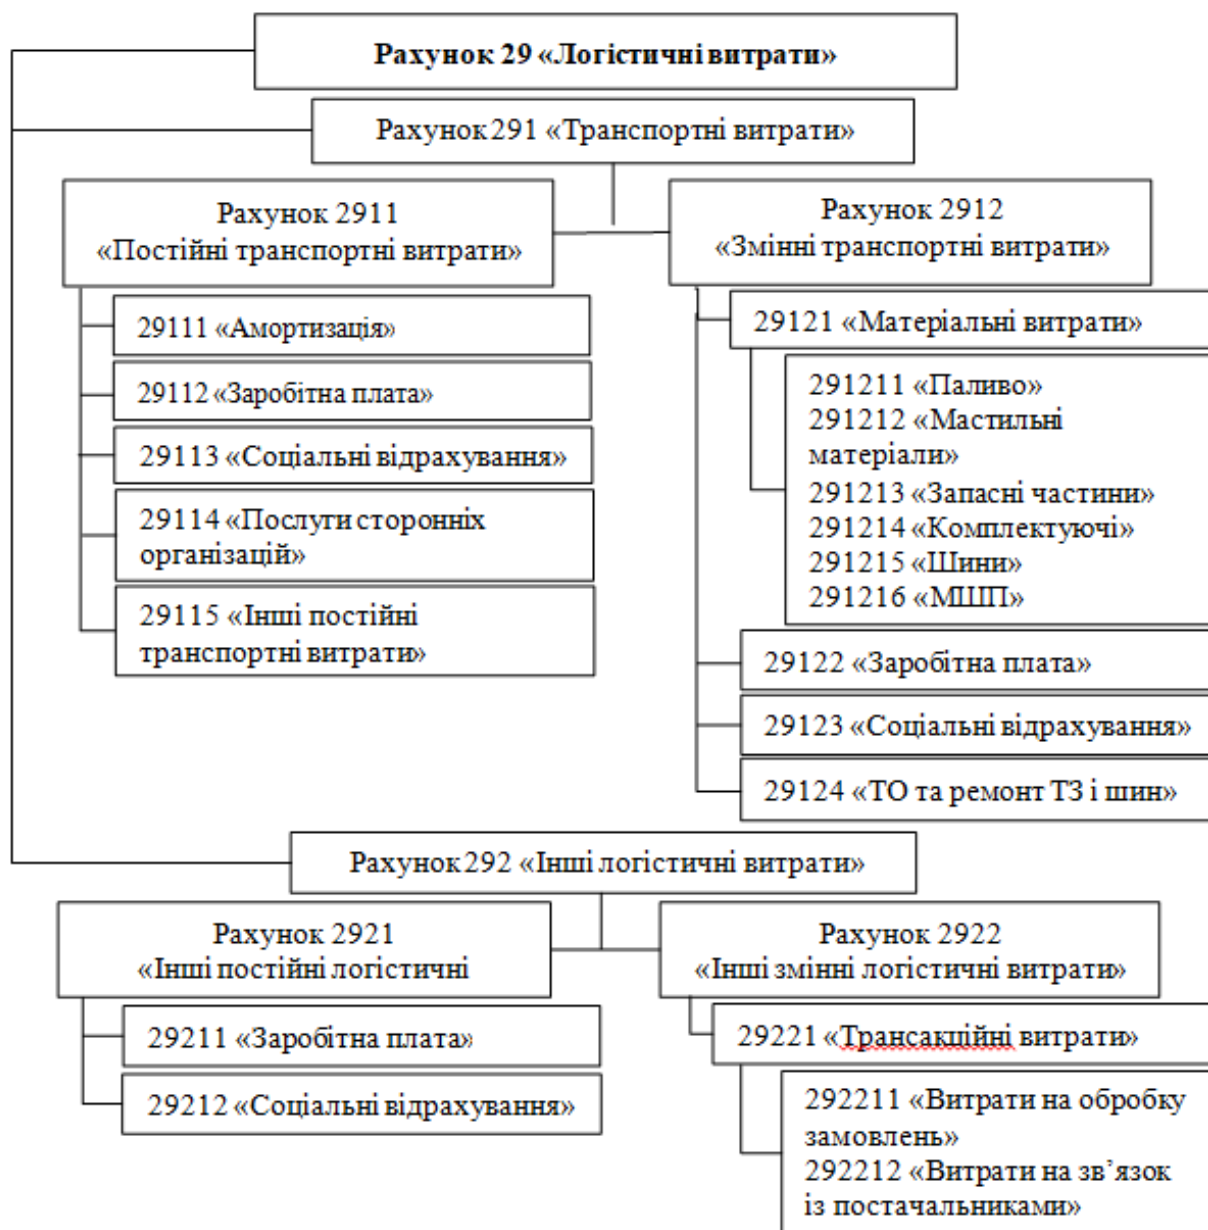 Рахунок 29 «Логістичні витрати»
Рахунок 291 «Транспортні витрати»
Рахунок 2911
«Постійні транспортні витрати»
29111 «Амортизація»
29112 «Заробітна плата»
29113 «Соціальні відрахування»
29114 «Послуги сторонніх
організацій»
29115 «Інші постійні
транспортні витрати»
Рахунок 2912
«Змінні транспортні витрати»
29121 «Матеріальні витрати»
291211 «Паливо»
291212 «Мастильні
матеріали»
291213 «Запасні частини»
291214 «Комплектуючі»
291215 «Шини»
291216 «МШП»
29122 «Заробітна плата»
29123 «Соціальні відрахування»
29124 «ТО та ремонт ТЗ і шин»
Рахунок 292 «Інші логістичні витрати»
Рахунок 2921
«Інші постійні логістичні
29211 «Заробітна плата»
29212 «Соціальні відрахування»
Рахунок 2922
«Інші змінні логістичні витрати»
29221 «Трансакційні витрати»
292211 «Витрати на обробку
замовлень»
292212 «Витрати на зв’язок
із постачальниками»